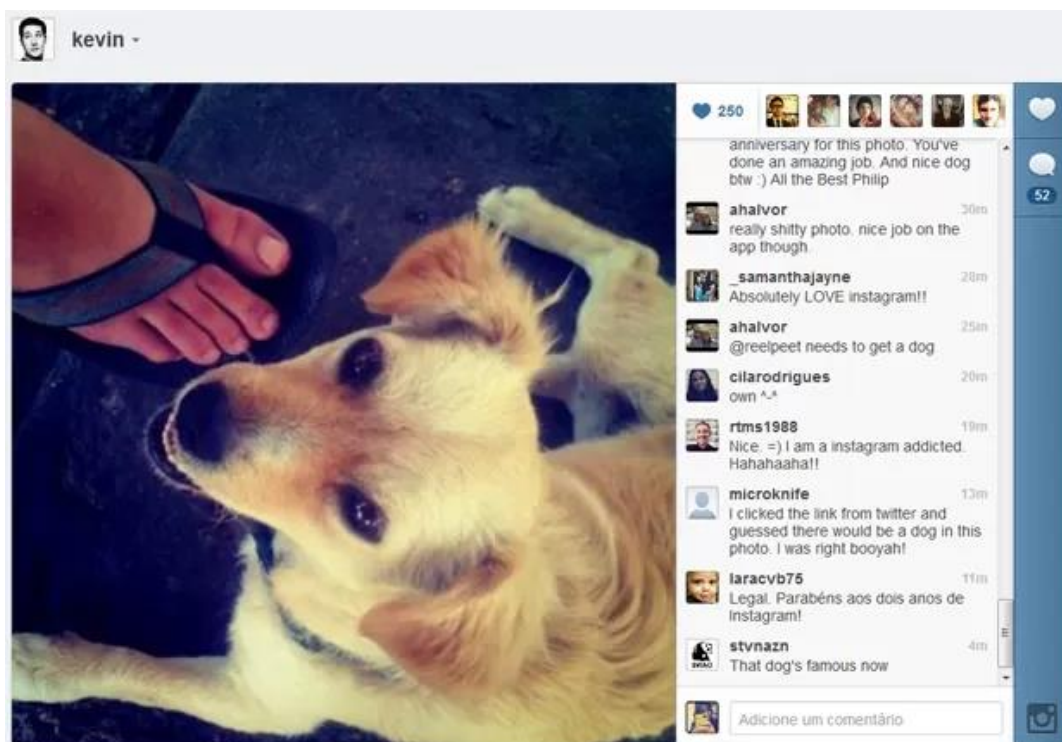 kevin
250
anniversary for this photo. You've
done an amazing job. And nice dog
btw :) All the Best Philip
ahalvor 30m
really shitty photo. nice job on the
app though.
_samanthajayne 28m
Absolutely LOVE instagram!!
ahalvor 25m
@reelpeet needs to get a dog
cilarodrigues 20m
own ^-^
rtms1988 19m
Nice. =) I am a instagram addicted.
Hahahaaha!!
microknife 13m
I clicked the link from twitter and
guessed there would be a dog in this
photo. I was right booyah!
laracvb75 11m
Legal. Parabéns aos dois anos de
Instagram!
stvnazn 4m
That dog's famous now
Adicione um comentário
52